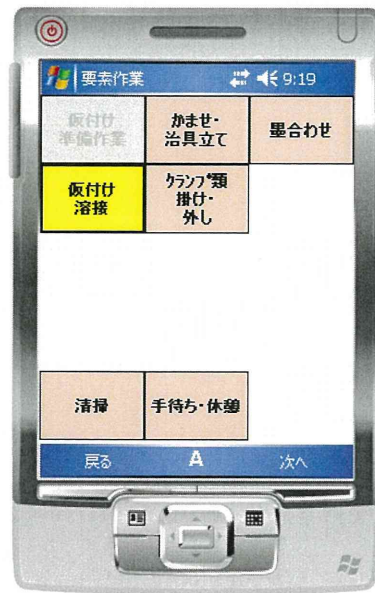 要素作業
9:19
仮付け
準備作業
かませ・
治具立て
墨合わせ
仮付け
溶接
クランプ類
掛け・
外し
清掃
手待ち・休憩
戻る
A
次へ